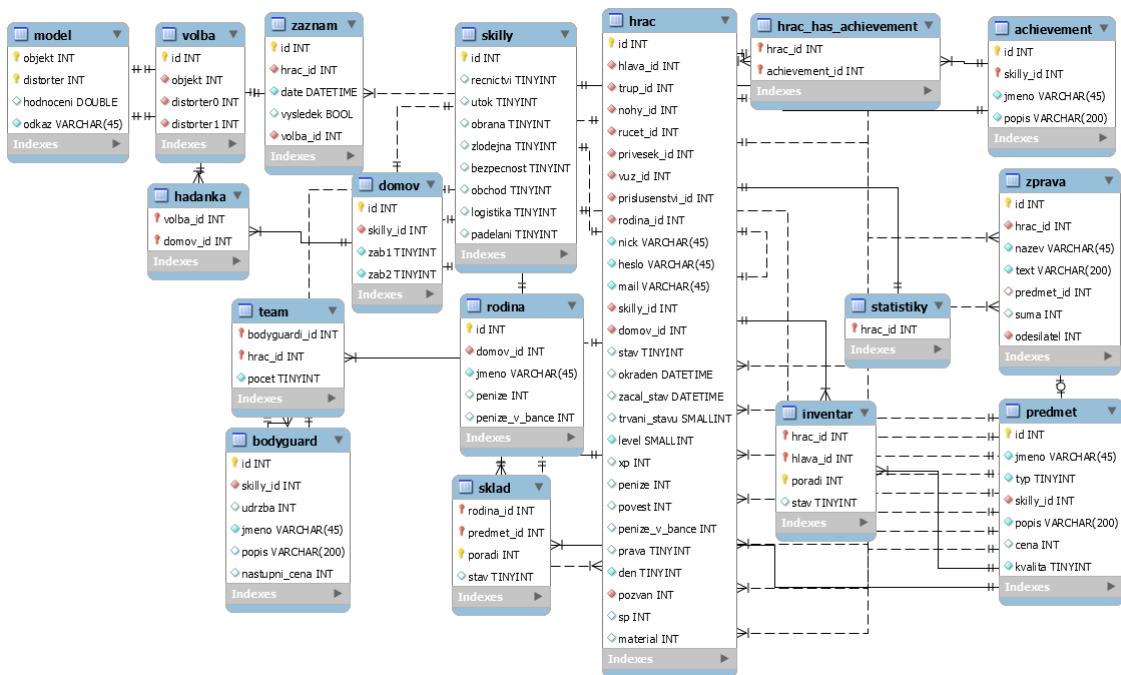 model
objekt INT
distorter INT
hodnoceni DOUBLE
odkaz VARCHAR(45)
Indexes
volba
id INT
objekt INT
distorter0 INT
distorter1 INT
Indexes
zaznam
id INT
hrac_id INT
date DATETIME
vysledek BOOL
volba_id INT
Indexes
skilly
id INT
recnictvi TINYINT
utok TINYINT
obrana TINYINT
zlodejna TINYINT
bezpecnost TINYINT
obchod TINYINT
logistika TINYINT
padelani TINYINT
Indexes
hrac
id INT
hlava_id INT
trup_id INT
nohy_id INT
rucet_id INT
privesek_id INT
vuz_id INT
prislusenstvi_id INT
rodina_id INT
nick VARCHAR(45)
heslo VARCHAR(45)
mail VARCHAR(45)
skilly_id INT
domov_id INT
stav TINYINT
okraden DATETIME
zacal_stav DATETIME
trvani_stavu SMALLINT
level SMALLINT
xp INT
penize INT
povest INT
penize_v_bance INT
prava TINYINT
den TINYINT
pozvan INT
sp INT
material INT
Indexes
hrac_has_achievement
hrac_id INT
achievement_id INT
Indexes
achievement
id INT
skilly_id INT
jmeno VARCHAR(45)
popis VARCHAR(200)
Indexes
hadanka
volba_id INT
domov_id INT
Indexes
domov
id INT
skilly_id INT
zab1 TINYINT
zab2 TINYINT
Indexes
zprava
id INT
hrac_id INT
nazev VARCHAR(45)
text VARCHAR(200)
predmet_id INT
suma INT
odesilatel INT
Indexes
team
bodyguardi_id INT
hrac_id INT
pocet TINYINT
Indexes
rodina
id INT
domov_id INT
jmeno VARCHAR(45)
penize INT
penize_v_bance INT
Indexes
statistiky
hrac_id INT
Indexes
bodyguard
id INT
skilly_id INT
udrzba INT
jmeno VARCHAR(45)
popis VARCHAR(200)
nastupni_cena INT
Indexes
sklad
rodina_id INT
predmet_id INT
poradi INT
stav TINYINT
Indexes
inventar
hrac_id INT
hlava_id INT
poradi INT
stav TINYINT
Indexes
predmet
id INT
jmeno VARCHAR(45)
typ TINYINT
skilly_id INT
popis VARCHAR(200)
cena INT
kvalita TINYINT
Indexes